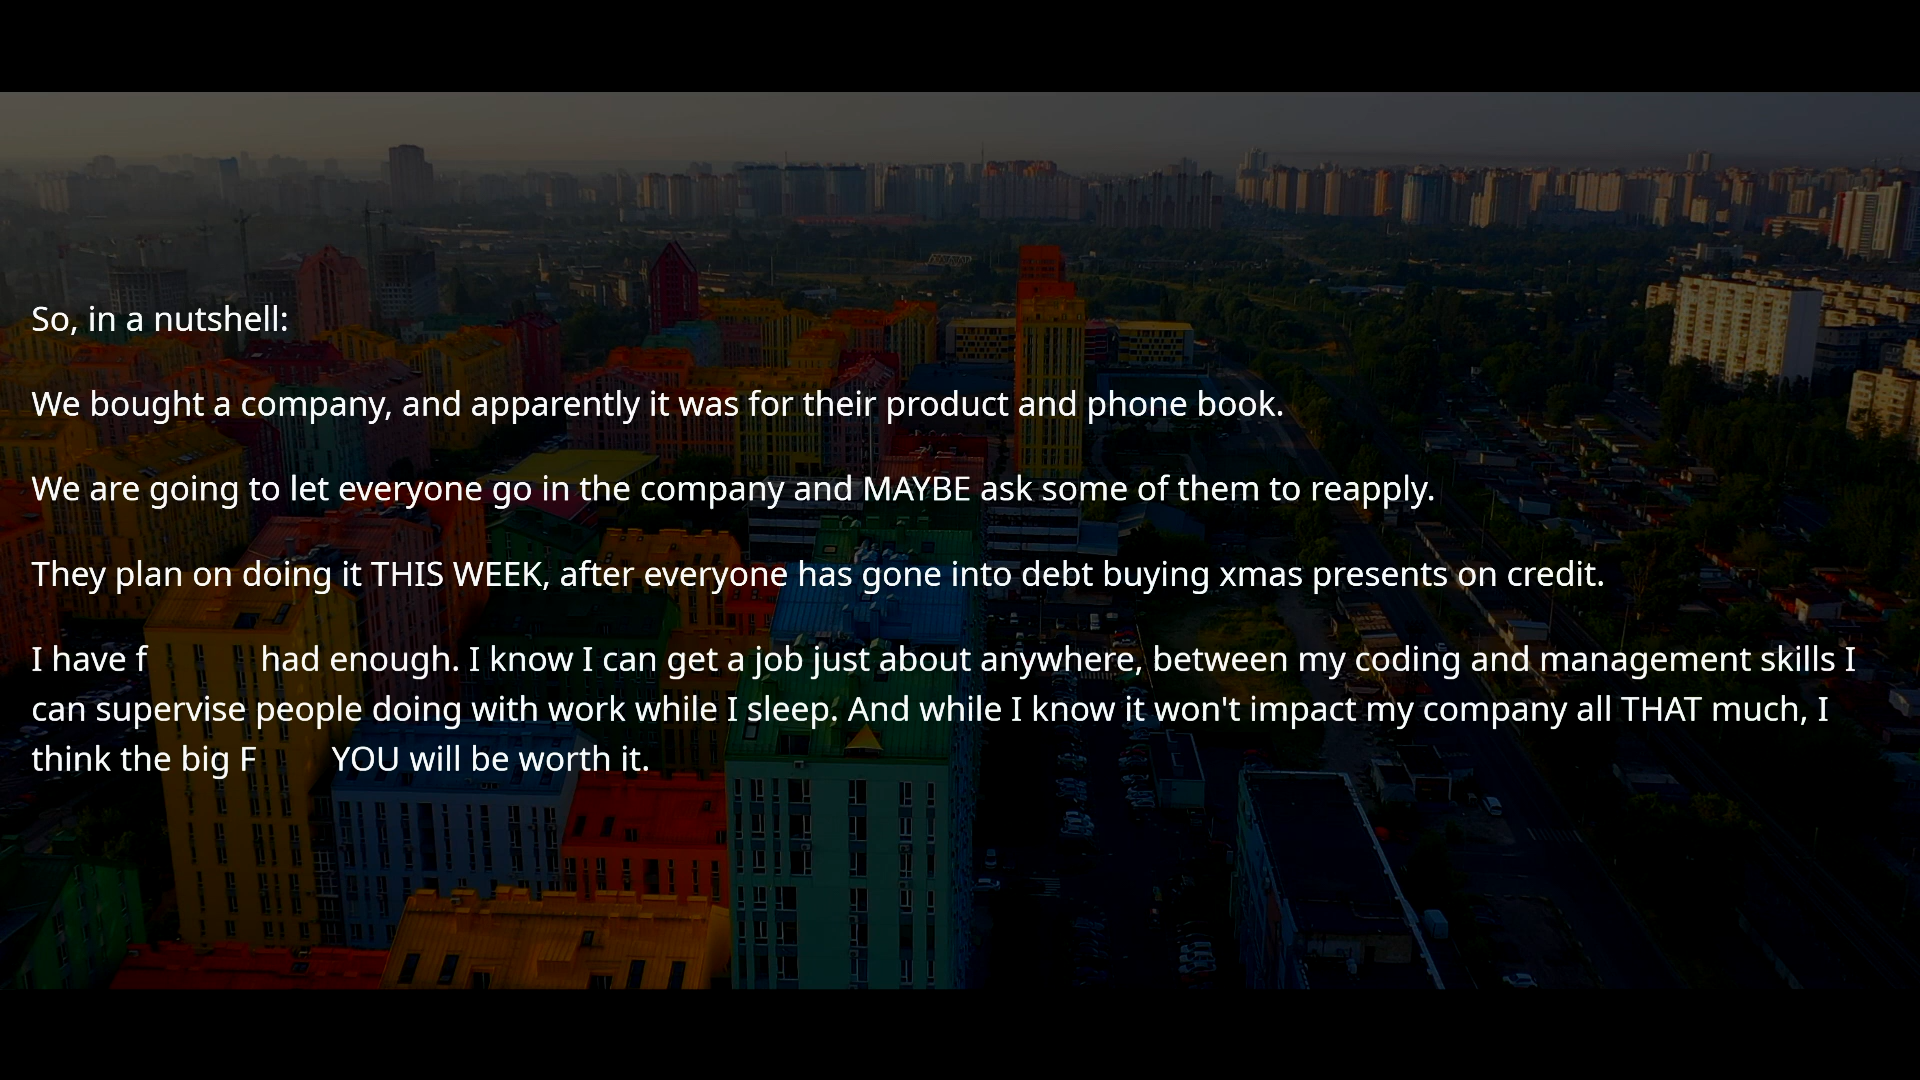 So, in a nutshell:
We bought a company, and apparently it was for their product and phone book.
We are going to let everyone go in the company and MAYBE ask some of them to reapply.
They plan on doing it THIS WEEK, after everyone has gone into debt buying xmas presents on credit.
I have f had enough. I know I can get a job just about anywhere, between my coding and management skills I
can supervise people doing with work while I sleep. And while I know it won't impact my company all THAT much, I
think the big F YOU will be worth it.